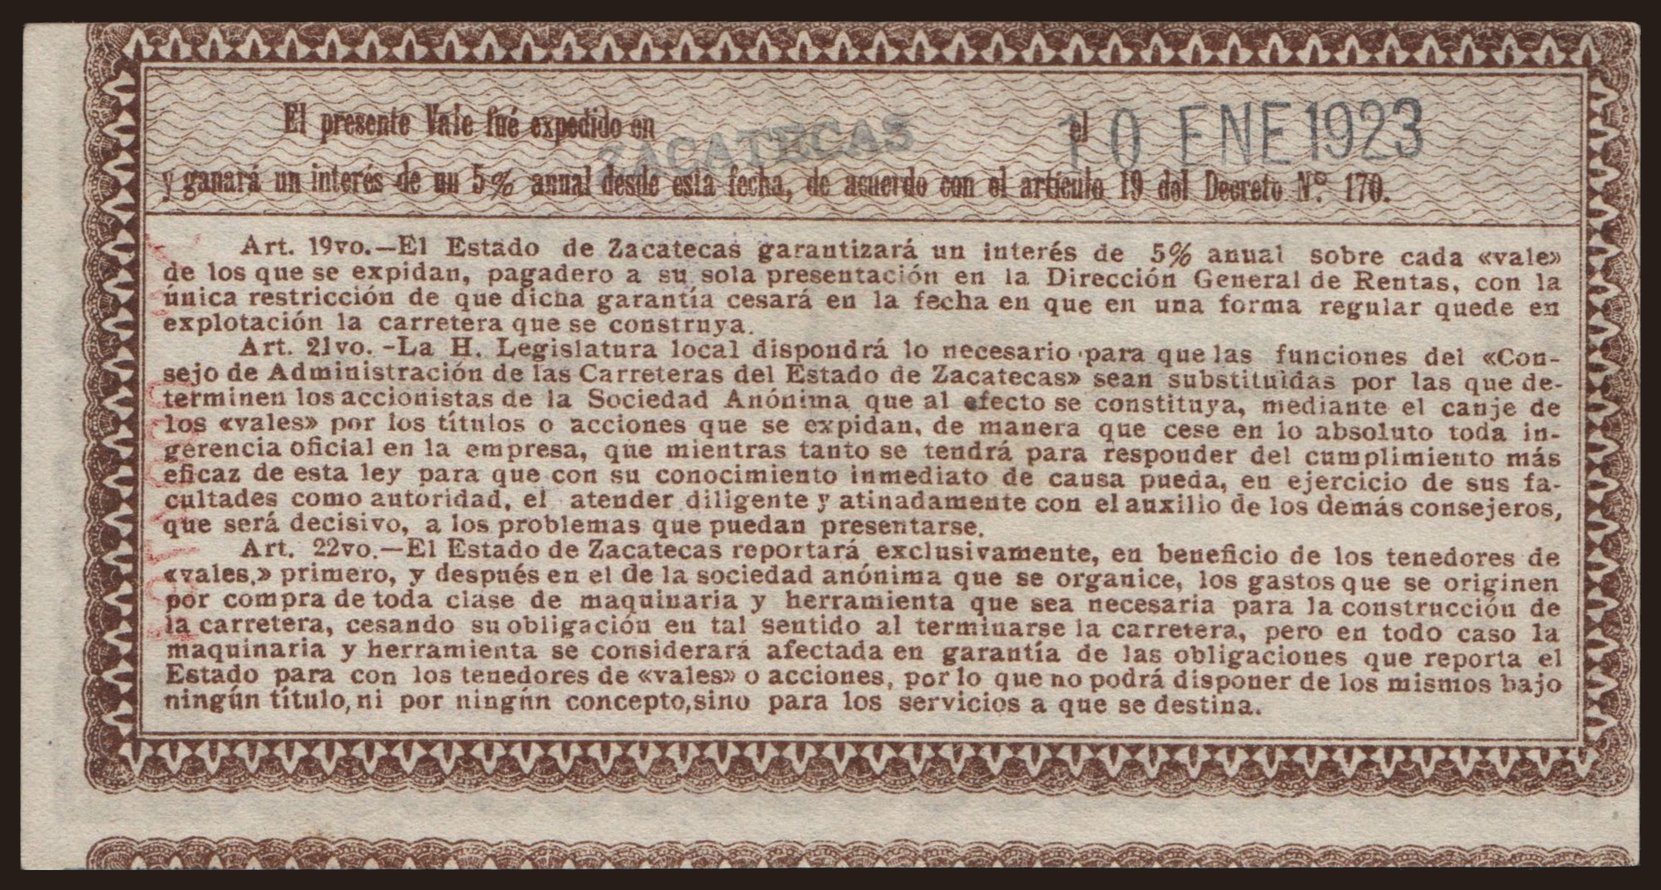 El presente Vale fué expedido en ZACATECAS el 10 ENE 1923
y ganará un interés de un 5% anual desde esta fecha, de acuerdo con el artículo 19 del Decreto Nº. 170.
Art. 19vo.—El Estado de Zacatecas garantizará un interés de 5% anual sobre cada «vale»
de los que se expidan, pagadero a su sola presentación en la Dirección General de Rentas, con la
única restricción de que dicha garantía cesará en la fecha en que en una forma regular quede en
explotación la carretera que se construya.
Art. 21vo. -La H. Legislatura local dispondrá lo necesario para que las funciones del «Con-
sejo de Administración de las Carreteras del Estado de Zacatecas» sean substituidas por las que de-
terminen los accionistas de la Sociedad Anónima que al efecto se constituya, mediante el canje de
los «vales» por los títulos o acciones que se expidan, de manera que cese en lo absoluto toda in-
gerencia oficial en la empresa, que mientras tanto se tendrá para responder del cumplimiento más
eficaz de esta ley para que con su conocimiento inmediato de causa pueda, en ejercicio de sus fa-
cultades como autoridad, el atender diligente y atinadamente con el auxilio de los demás consejeros,
que será decisivo, a los problemas que puedan presentarse.
Art. 22vo.—El Estado de Zacatecas reportará exclusivamente, en beneficio de los tenedores de
«vales,» primero, y después en el de la sociedad anónima que se organice, los gastos que se originen
por compra de toda clase de maquinaria y herramienta que sea necesaria para la construcción de
la carretera, cesando su obligación en tal sentido al terminarse la carretera, pero en todo caso la
maquinaria y herramienta se considerará afectada en garantía de las obligaciones que reporta el
Estado para con los tenedores de «vales» o acciones, por lo que no podrá disponer de los mismos bajo
ningún título, ni por ningún concepto, sino para los servicios a que se destina.